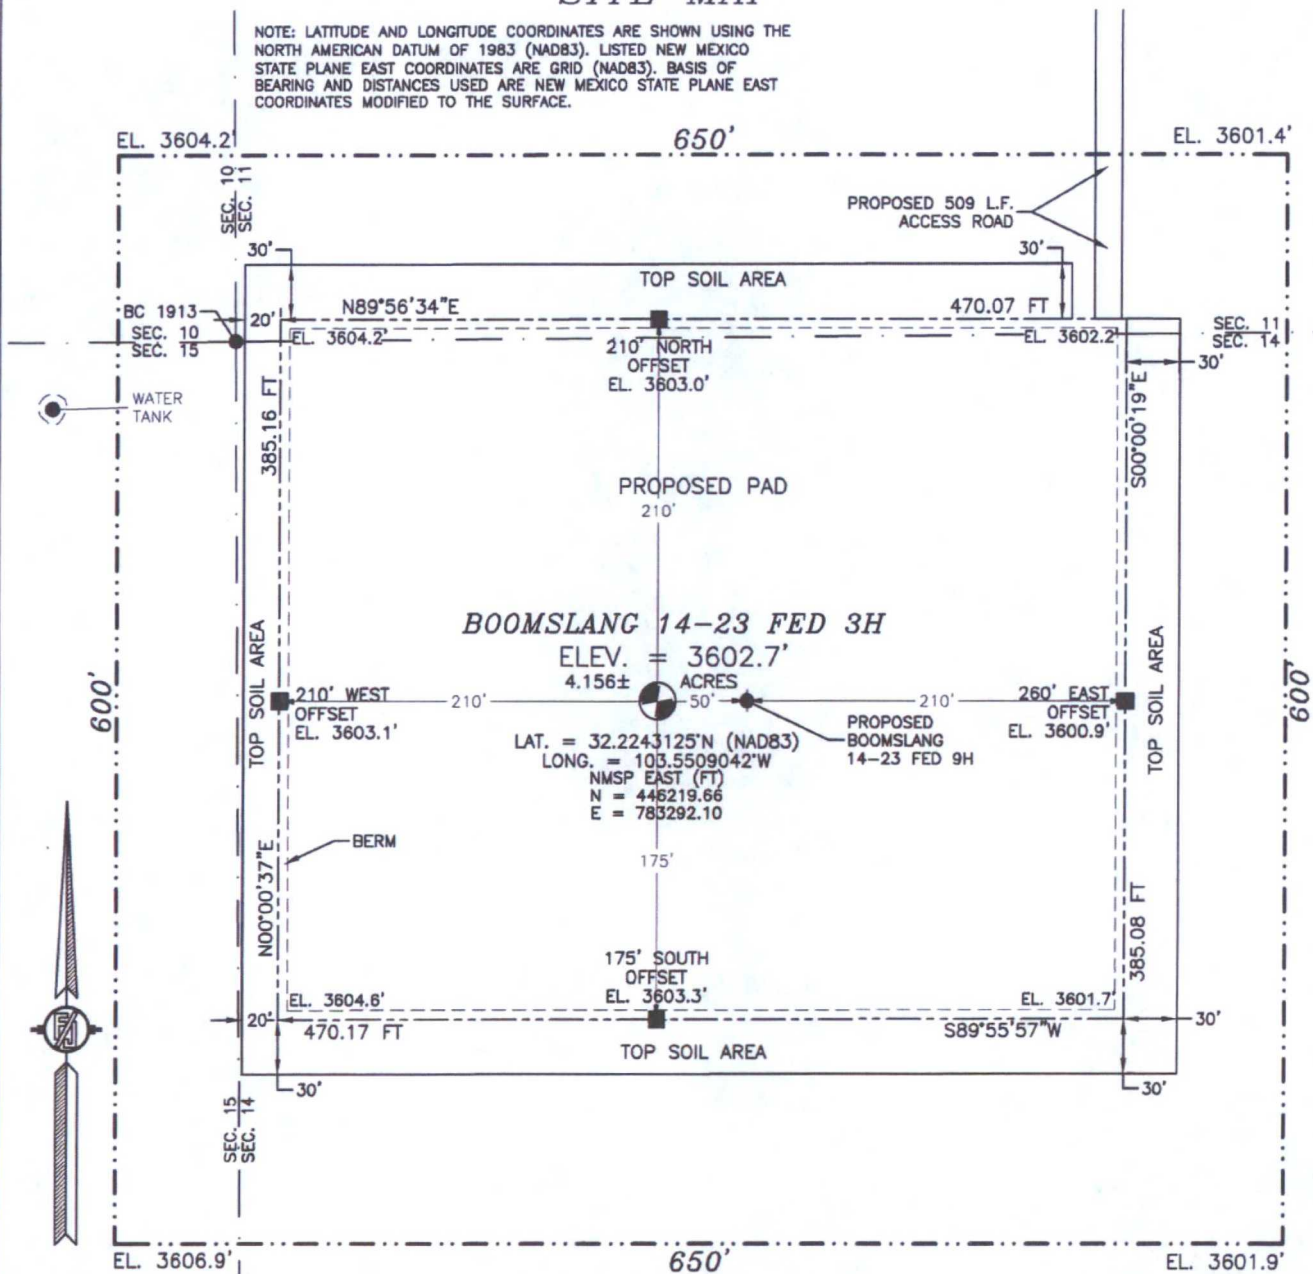 NOTE: LATITUDE AND LONGITUDE COORDINATES ARE SHOWN USING THE
NORTH AMERICAN DATUM OF 1983 (NAD83). LISTED NEW MEXICO
STATE PLANE EAST COORDINATES ARE GRID (NAD83). BASIS OF
BEARING AND DISTANCES USED ARE NEW MEXICO STATE PLANE EAST
COORDINATES MODIFIED TO THE SURFACE.
EL. 3604.2'
650'
EL. 3601.4'
SEC. 10
SEC. 11
PROPOSED 509 L.F.
ACCESS ROAD
30'
30'
TOP SOIL AREA
BC 1913
20'
N89°56'34"E
470.07 FT
SEC. 10
SEC. 15
EL. 3604.2'
EL. 3602.2'
SEC. 11
SEC. 14
210' NORTH
OFFSET
EL. 3603.0'
30'
WATER
TANK
385.16 FT
S00°00'19"E
PROPOSED PAD
210'
BOOMSLANG 14-23 FED 3H
ELEV. = 3602.7'
4.156± ACRES
600'
TOP SOIL AREA
210' WEST
OFFSET
EL. 3603.1'
210'
50'
210'
260' EAST
OFFSET
EL. 3600.9'
TOP SOIL AREA
600'
PROPOSED
BOOMSLANG
14-23 FED 9H
LAT. = 32.2243125°N (NAD83)
LONG. = 103.5509042°W
NMSP EAST (FT)
N = 446219.66
E = 783292.10
BERM
175'
N00°00'37"E
385.08 FT
175' SOUTH
OFFSET
EL. 3603.3'
EL. 3604.6'
EL. 3601.7'
20'
470.17 FT
S89°55'57"W
30'
TOP SOIL AREA
30'
30'
SEC. 15
SEC. 14
EL. 3606.9'
650'
EL. 3601.9'